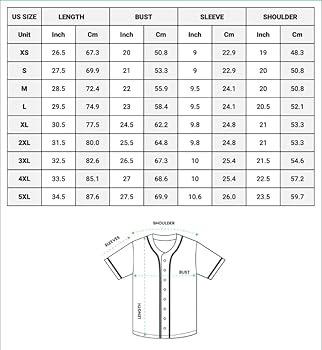 US SIZE LENGTH BUST SLEEVE SHOULDER
Unit Inch Cm Inch Cm Inch Cm Inch Cm
XS 26.5 67.3 20 50.8 9 22.9 19 48.3
S 27.5 69.9 21 53.3 9 22.9 20 50.8
M 28.5 72.4 22 55.9 9.5 24.1 20 50.8
L 29.5 74.9 23 58.4 9.5 24.1 20.5 52.1
XL 30.5 77.5 24.5 62.2 9.8 24.8 21 53.3
2XL 31.5 80.0 25.5 64.8 9.8 24.8 21 53.3
3XL 32.5 82.6 26 66.3 10 25.4 21.5 54.6
4XL 33.5 85.1 27 68.6 10 25.4 22.5 57.2
5XL 34.5 87.6 27.5 69.9 10.6 26.0 23.5 59.7
SHOULDER
SLEEVES
BUST
LENGTH